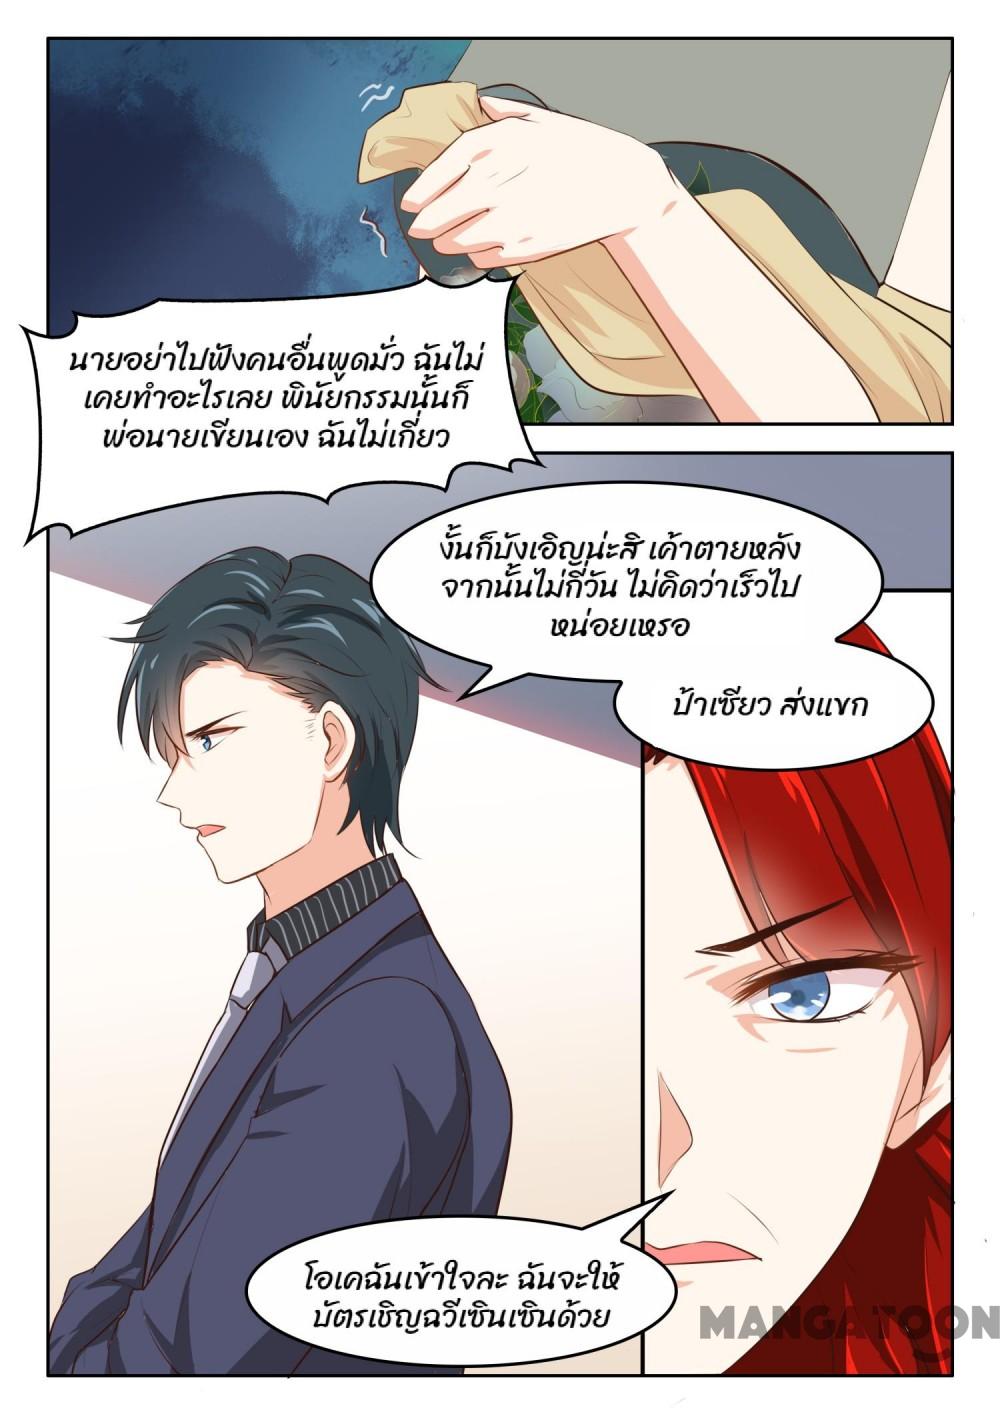 นายอย่าไปฟังคนอื่นพูดมั่ว ฉันไม่
เคยทำอะไรเลย พินัยกรรมนั้นก็
พ่อนายเขียนเอง ฉันไม่เกี่ยว
งั้นก็บังเอิญน่ะสิ เค้าตายหลัง
จากนั้นไม่กี่วัน ไม่คิดว่าเร็วไป
หน่อยเหรอ
ป้าเซียว ส่งแขก
โอเคฉันเข้าใจละ ฉันจะให้
บัตรเชิญฉวีเซินเซินด้วย
MANGATOON